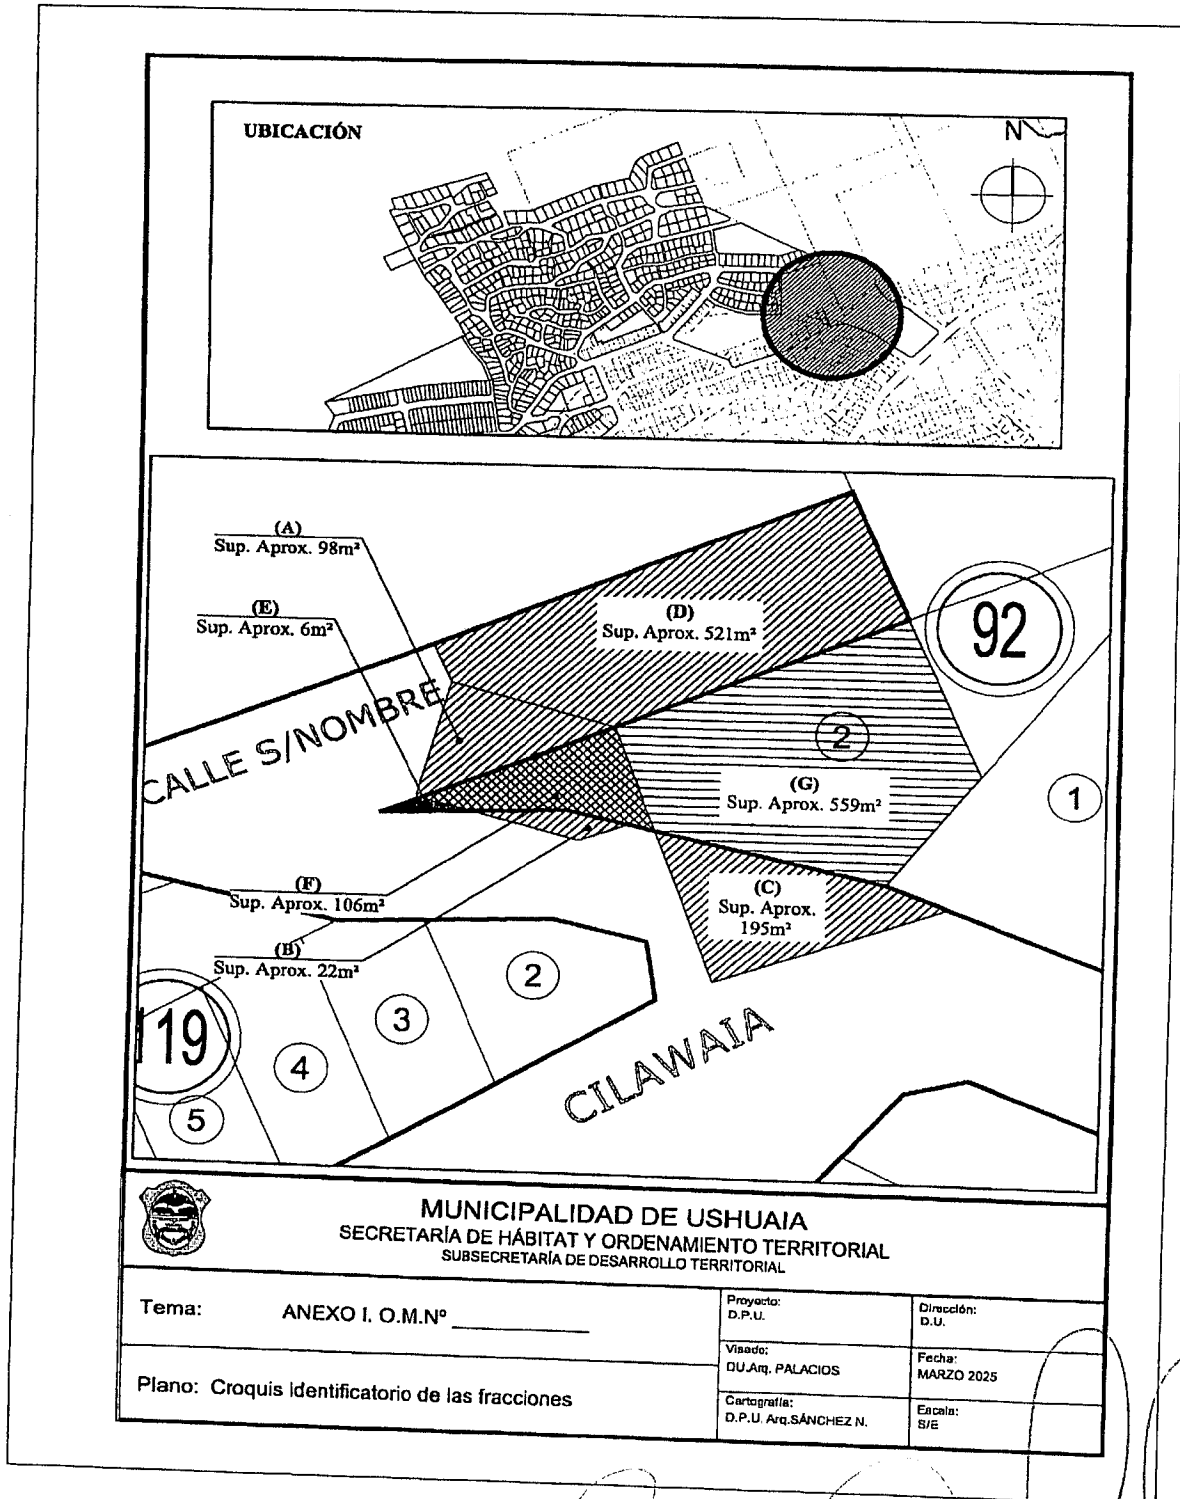 UBICACIÓN
N
(A)
Sup. Aprox. 98m²
(E)
Sup. Aprox. 6m²
(D)
Sup. Aprox. 521m²
92
CALLE S/NOMBRE
2
(G)
Sup. Aprox. 559m²
1
(F)
Sup. Aprox. 106m²
(C)
Sup. Aprox.
195m²
(B)
Sup. Aprox. 22m²
2
3
119
4
5
CILAWAIA
MUNICIPALIDAD DE USHUAIA
SECRETARÍA DE HÁBITAT Y ORDENAMIENTO TERRITORIAL
SUBSECRETARÍA DE DESARROLLO TERRITORIAL
Tema: ANEXO I. O.M.Nº
Proyecto:
D.P.U.
Dirección:
D.U.
Visado:
DU.Arq. PALACIOS
Fecha:
MARZO 2025
Plano: Croquis Identificatorio de las fracciones
Cartografía:
D.P.U. Arq.SÁNCHEZ N.
Escala:
S/E